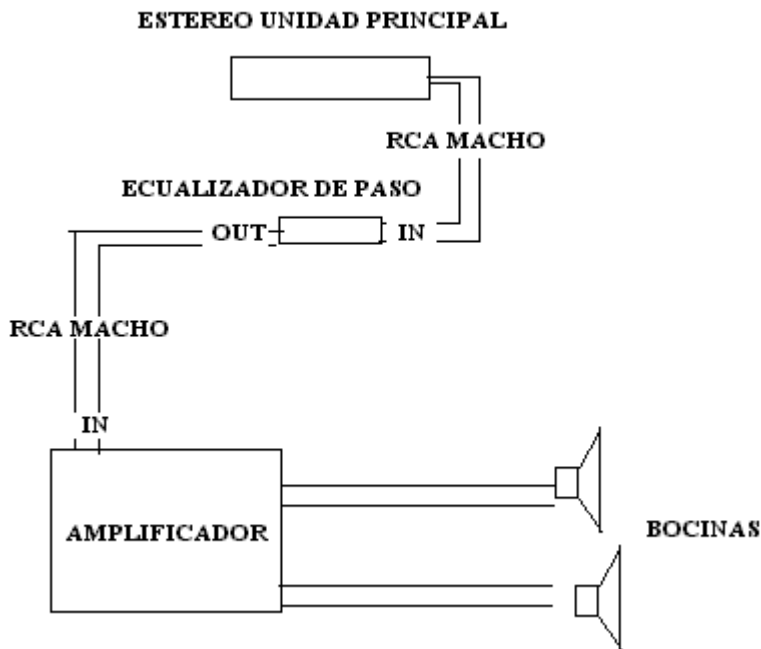 ESTEREO UNIDAD PRINCIPAL
RCA MACHO
ECUALIZADOR DE PASO
OUT
IN
RCA MACHO
IN
AMPLIFICADOR
BOCINAS